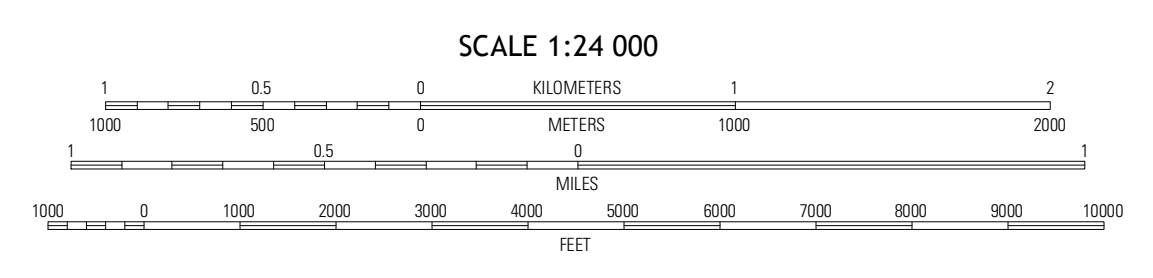 SCALE 1:24 000
1 0.5 0 KILOMETERS 1 2
1000 500 0 METERS 1000 2000
1 0.5 0 1
MILES
1000 0 1000 2000 3000 4000 5000 6000 7000 8000 9000 10000
FEET